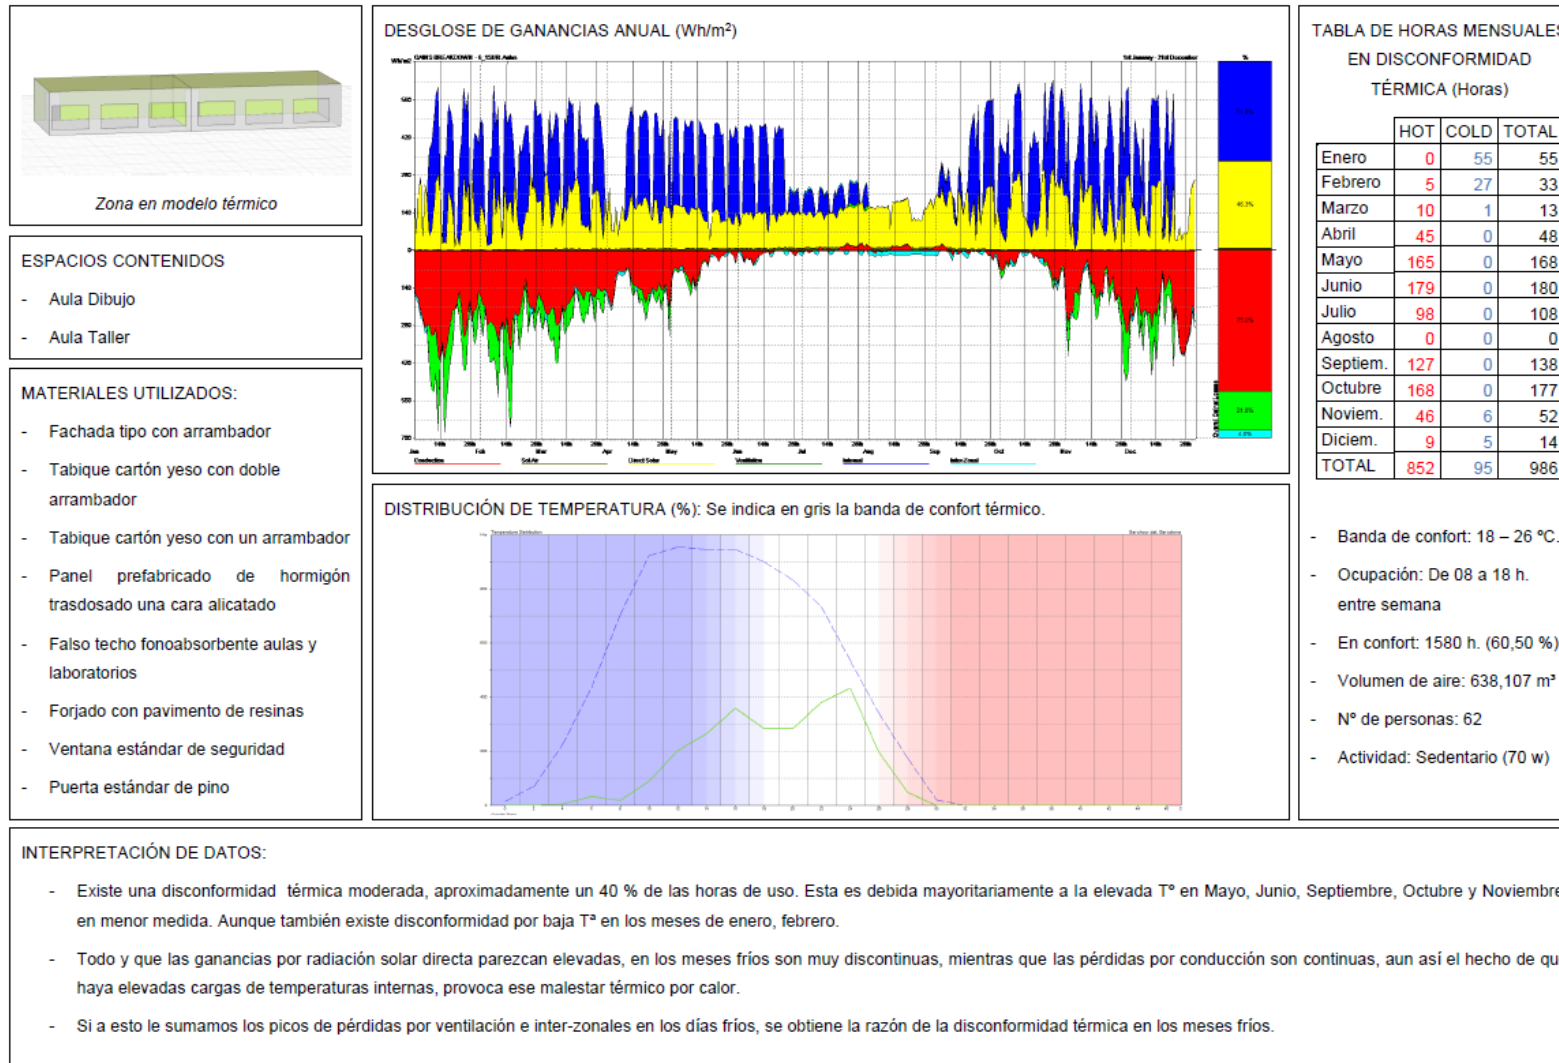 Zona en modelo térmico
ESPACIOS CONTENIDOS
- Aula Dibujo
- Aula Taller
MATERIALES UTILIZADOS:
- Fachada tipo con arrambador
- Tabique cartón yeso con doble
arrambador
- Tabique cartón yeso con un arrambador
- Panel prefabricado de hormigón
trasdosado una cara alicatado
- Falso techo fonoabsorbente aulas y
laboratorios
- Forjado con pavimento de resinas
- Ventana estándar de seguridad
- Puerta estándar de pino
DESGLOSE DE GANANCIAS ANUAL (Wh/m²)
DISTRIBUCIÓN DE TEMPERATURA (%): Se indica en gris la banda de confort térmico.
TABLA DE HORAS MENSUALES
EN DISCONFORMIDAD
TÉRMICA (Horas)
HOT COLD TOTAL
Enero 0 55 55
Febrero 5 27 33
Marzo 10 1 13
Abril 45 0 48
Mayo 165 0 168
Junio 179 0 180
Julio 98 0 108
Agosto 0 0 0
Septiem. 127 0 138
Octubre 168 0 177
Noviem. 46 6 52
Diciem. 9 5 14
TOTAL 852 95 986
- Banda de confort: 18 – 26 ºC.
- Ocupación: De 08 a 18 h.
entre semana
- En confort: 1580 h. (60,50 %)
- Volumen de aire: 638,107 m³
- Nº de personas: 62
- Actividad: Sedentario (70 w)
INTERPRETACIÓN DE DATOS:
- Existe una disconformidad térmica moderada, aproximadamente un 40 % de las horas de uso. Esta es debida mayoritariamente a la elevada Tº en Mayo, Junio, Septiembre, Octubre y Noviembre
en menor medida. Aunque también existe disconformidad por baja Tª en los meses de enero, febrero.
- Todo y que las ganancias por radiación solar directa parezcan elevadas, en los meses fríos son muy discontinuas, mientras que las pérdidas por conducción son continuas, aun así el hecho de qu
haya elevadas cargas de temperaturas internas, provoca ese malestar térmico por calor.
- Si a esto le sumamos los picos de pérdidas por ventilación e inter-zonales en los días fríos, se obtiene la razón de la disconformidad térmica en los meses fríos.